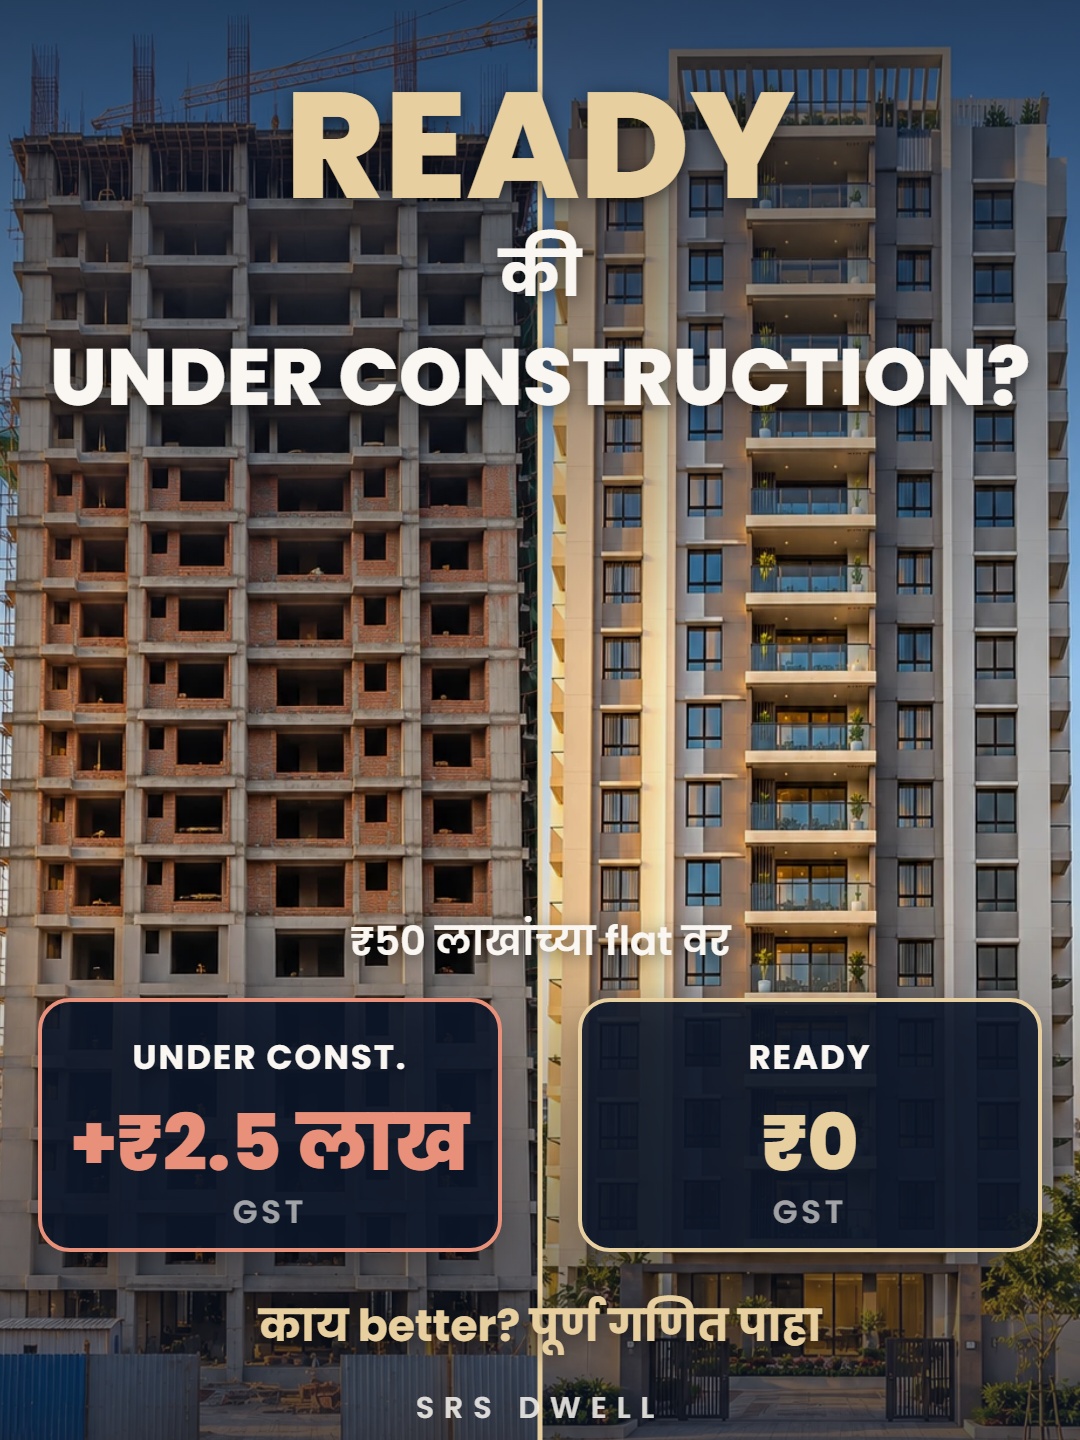 READY
की
UNDER CONSTRUCTION?
₹50 लाखांच्या flat वर
UNDER CONST.
+₹2.5 लाख
GST
READY
₹0
GST
काय better? पूर्ण गणित पाहा
SRS DWELL